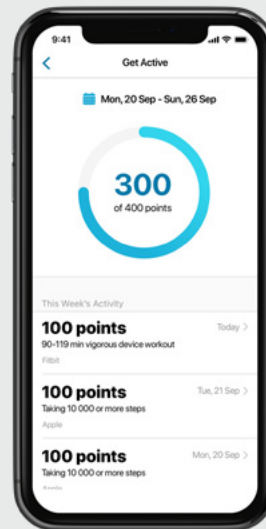 9:41
Get Active
Mon, 20 Sep - Sun, 26 Sep
300
of 400 points
This Week's Activity
100 points Today >
90-119 min vigorous device workout
Fitbit
100 points Tue, 21 Sep >
Taking 10 000 or more steps
Apple
100 points Mon, 20 Sep >
Taking 10 000 or more steps
Apple